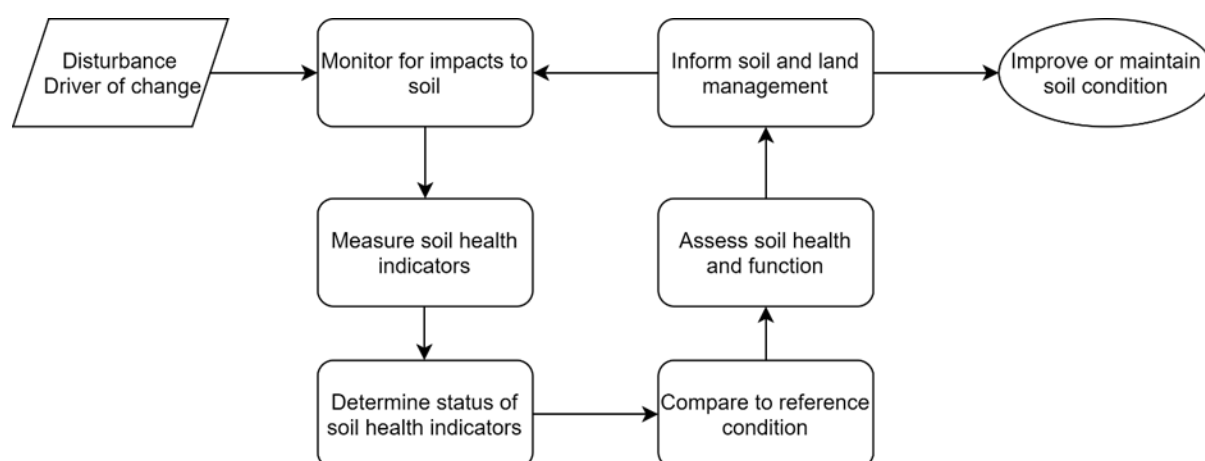 Disturbance
Driver of change
Monitor for impacts to
soil
Inform soil and land
management
Improve or maintain
soil condition
Measure soil health
indicators
Assess soil health
and function
Determine status of
soil health indicators
Compare to reference
condition